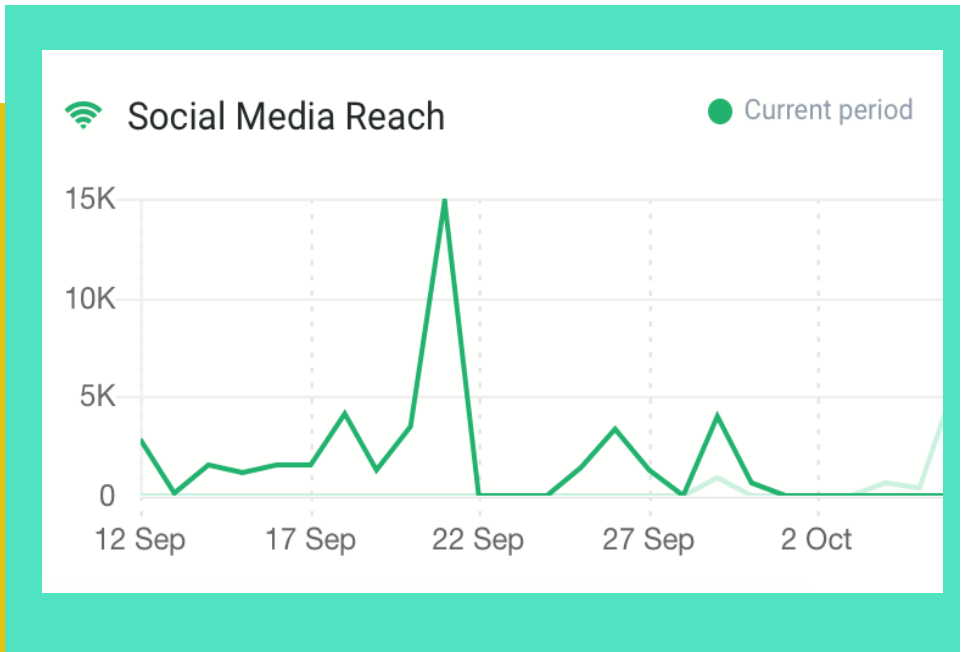 Social Media Reach
Current period
15K
10K
5K
0
12 Sep 17 Sep 22 Sep 27 Sep 2 Oct